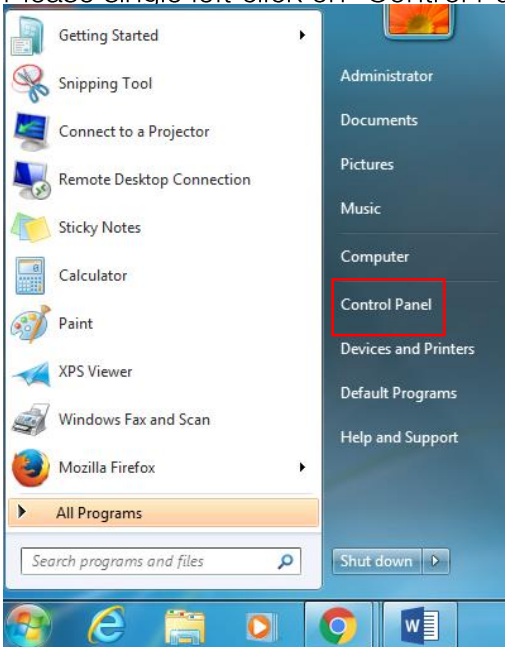 Getting Started
Snipping Tool
Connect to a Projector
Remote Desktop Connection
Sticky Notes
Calculator
Paint
XPS Viewer
Windows Fax and Scan
Mozilla Firefox
All Programs
Search programs and files
Administrator
Documents
Pictures
Music
Computer
Control Panel
Devices and Printers
Default Programs
Help and Support
Shut down